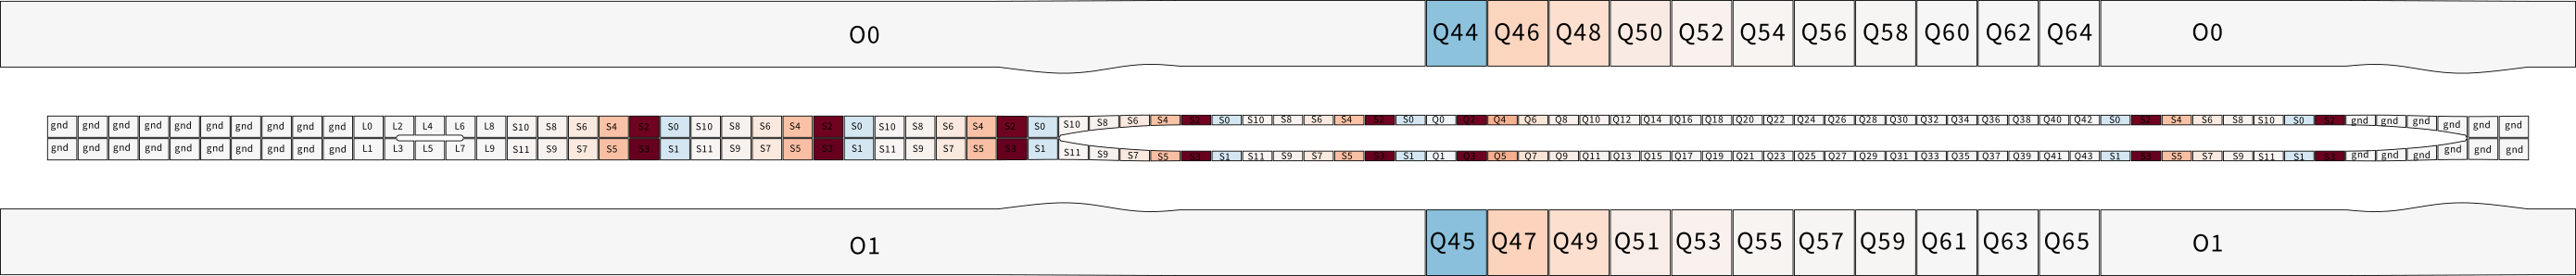 O0 Q44 Q46 Q48 Q50 Q52 Q54 Q56 Q58 Q60 Q62 Q64 O0
gnd gnd gnd gnd gnd gnd gnd gnd gnd gnd L0 L2 L4 L6 L8 S10 S8 S6 S4 S2 S0 S10 S8 S6 S4 S2 S0 S10 S8 S6 S4 S2 S0 S10 S8 S6 S4 S2 S0 S10 S8 S6 S4 S2 S0 Q0 Q2 Q4 Q6 Q8 Q10 Q12 Q14 Q16 Q18 Q20 Q22 Q24 Q26 Q28 Q30 Q32 Q34 Q36 Q38 Q40 Q42 S0 S2 S4 S6 S8 S10 S0 S2 gnd gnd gnd gnd gnd gnd
gnd gnd gnd gnd gnd gnd gnd gnd gnd gnd L1 L3 L5 L7 L9 S11 S9 S7 S5 S3 S1 S11 S9 S7 S5 S3 S1 S11 S9 S7 S5 S3 S1 S11 S9 S7 S5 S3 S1 S11 S9 S7 S5 S3 S1 Q1 Q3 Q5 Q7 Q9 Q11 Q13 Q15 Q17 Q19 Q21 Q23 Q25 Q27 Q29 Q31 Q33 Q35 Q37 Q39 Q41 Q43 S1 S3 S5 S7 S9 S11 S1 S3 gnd gnd gnd gnd gnd gnd
O1 Q45 Q47 Q49 Q51 Q53 Q55 Q57 Q59 Q61 Q63 Q65 O1